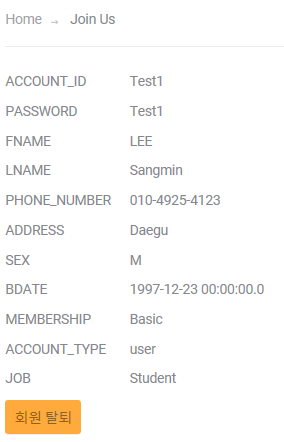 Home → Join Us
ACCOUNT_ID Test1
PASSWORD Test1
FNAME LEE
LNAME Sangmin
PHONE_NUMBER 010-4925-4123
ADDRESS Daegu
SEX M
BDATE 1997-12-23 00:00:00.0
MEMBERSHIP Basic
ACCOUNT_TYPE user
JOB Student
회원 탈퇴